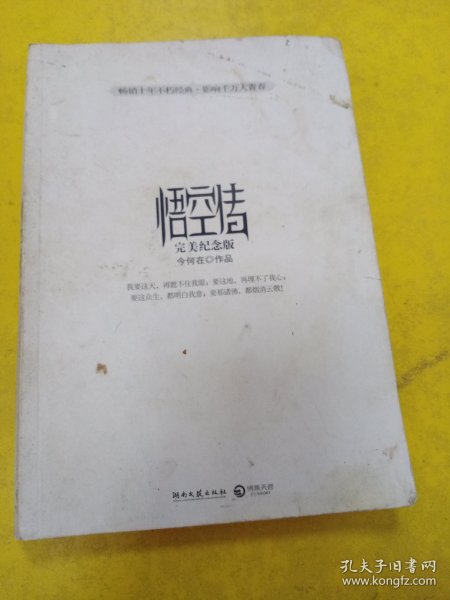 畅销十年不朽经典·影响千万人青春
悟空传
完美纪念版
今何在◎作品
我要这天，再遮不住我眼；要这地，再埋不了我心；
要这众生，都明白我意；要那诸佛，都烟消云散！
湖南文艺出版社
博集天卷
CS-BOOKY
孔夫子旧书网
www.kongfz.com